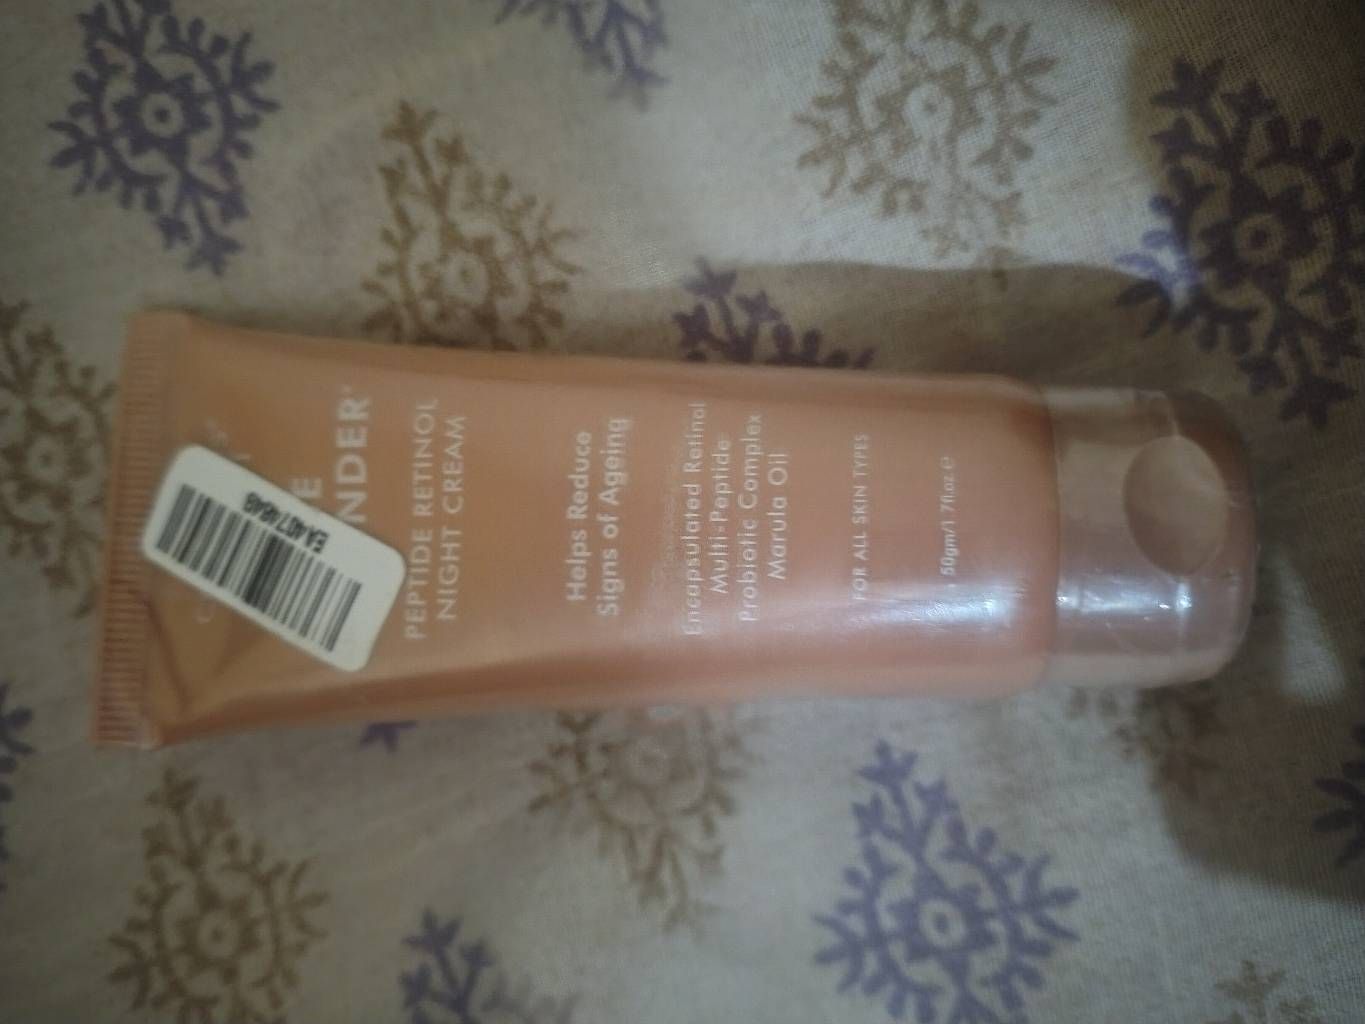 NDER
PEPTIDE RETINOL
NIGHT CREAM
Helps Reduce
Signs of Ageing
Encapsulated Retinol
Multi-Peptide
Probiotic Complex
Marula Oil
FOR ALL SKIN TYPES
50gm/1.7fl.oz.e